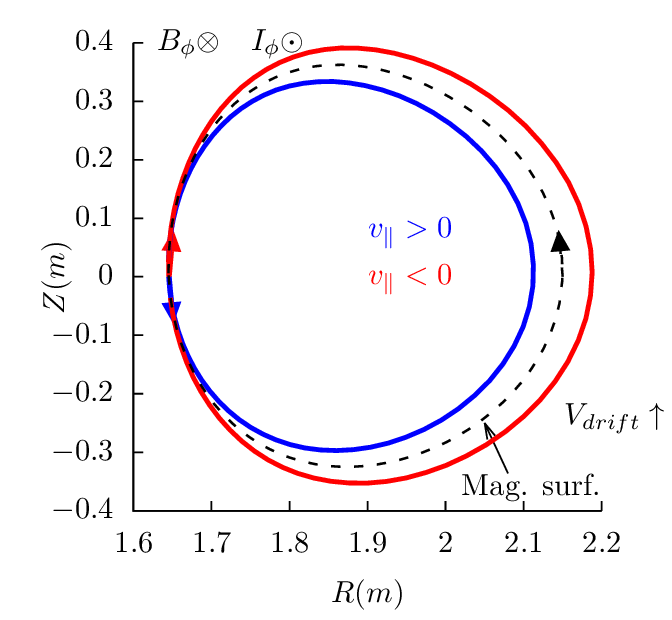 B_ϕ⊗ I_ϕ⊙
0.4
0.3
0.2
0.1
0
−0.1
−0.2
−0.3
−0.4
Z(m)
v_∥ > 0
v_∥ < 0
V_drift ↑
Mag. surf.
1.6 1.7 1.8 1.9 2 2.1 2.2
R(m)